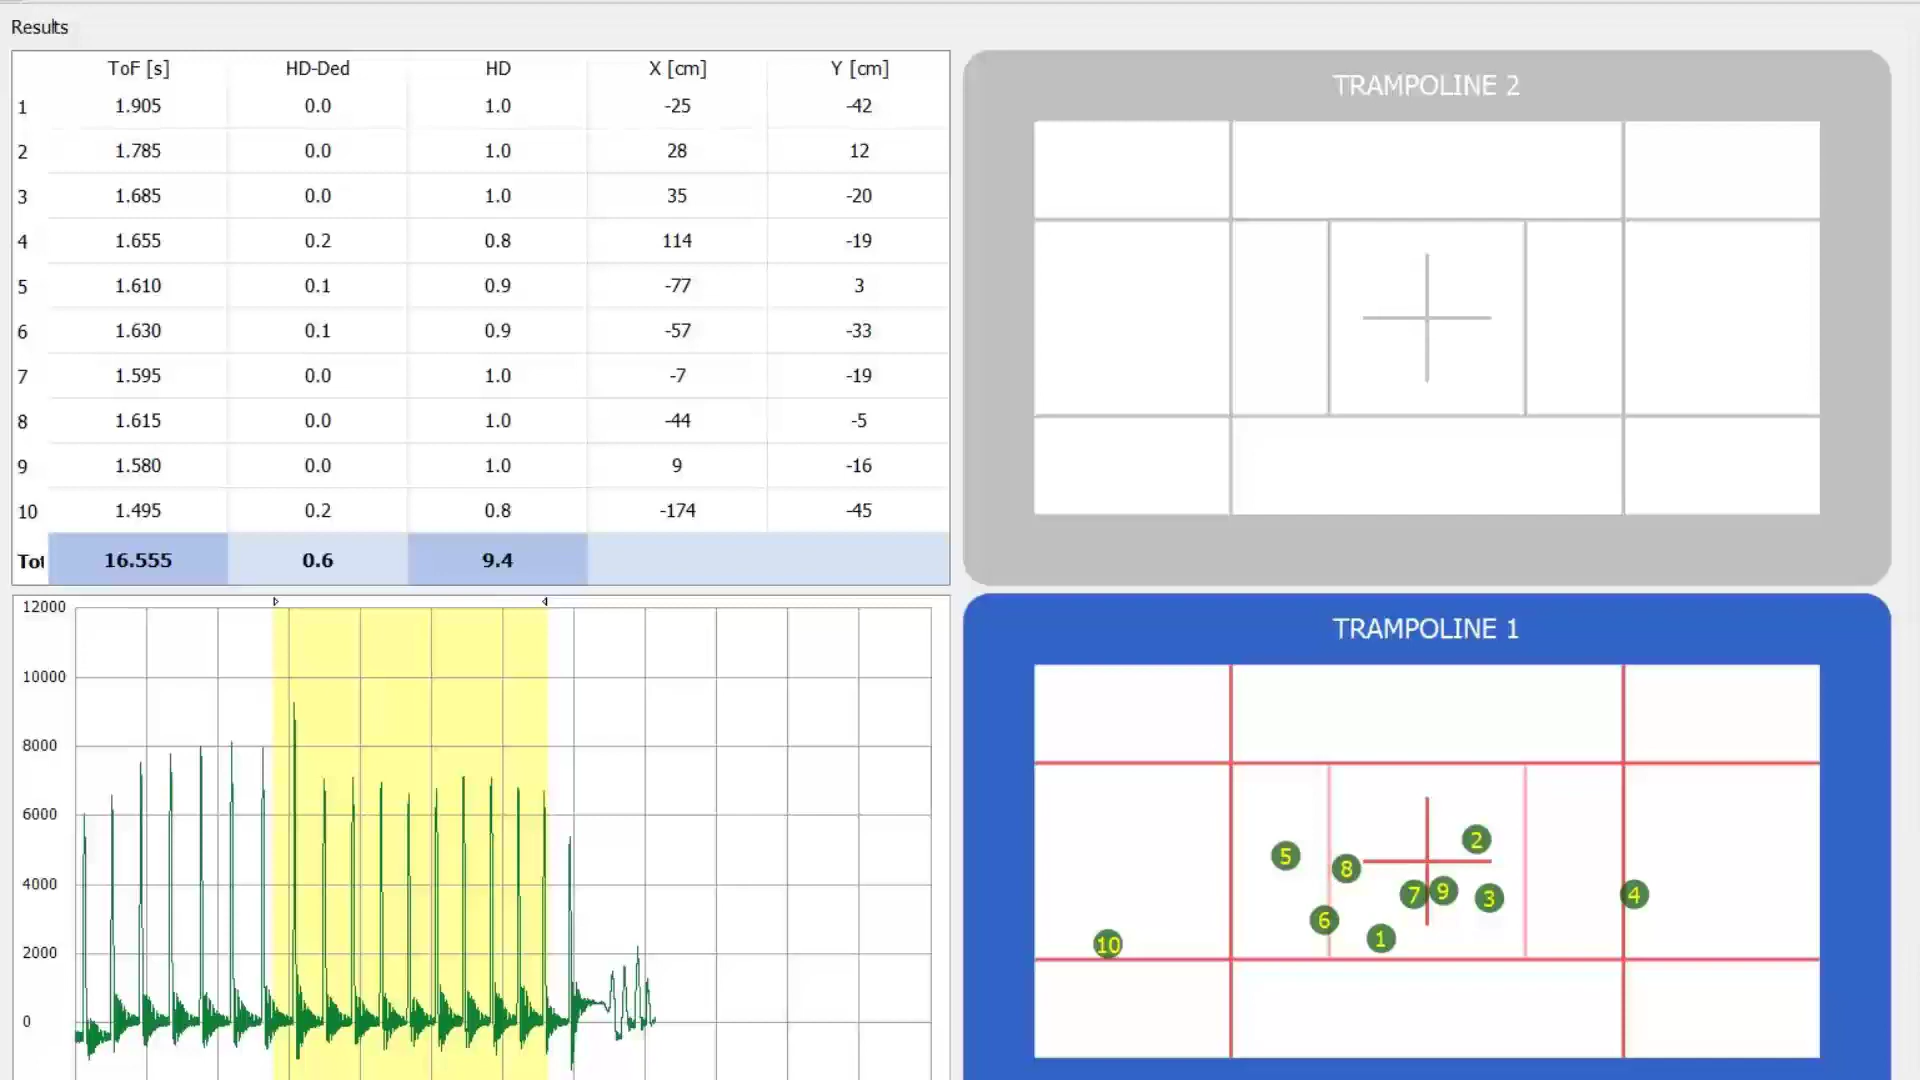 Results
ToF [s] HD-Ded HD X [cm] Y [cm]
1 1.905 0.0 1.0 -25 -42
2 1.785 0.0 1.0 28 12
3 1.685 0.0 1.0 35 -20
4 1.655 0.2 0.8 114 -19
5 1.610 0.1 0.9 -77 3
6 1.630 0.1 0.9 -57 -33
7 1.595 0.0 1.0 -7 -19
8 1.615 0.0 1.0 -44 -5
9 1.580 0.0 1.0 9 -16
10 1.495 0.2 0.8 -174 -45
Tot 16.555 0.6 9.4
12000
10000
8000
6000
4000
2000
0
TRAMPOLINE 2
TRAMPOLINE 1
2
5
8
7 9 3 4
6
1
10